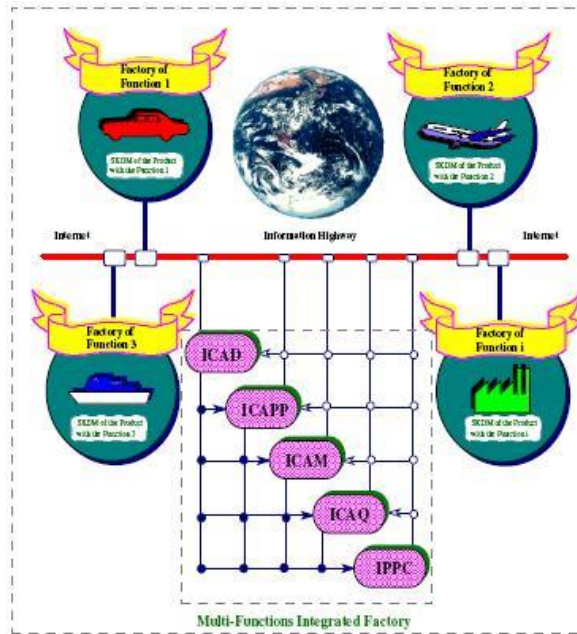 Factory of
Function 1
SKDM of the Product
with the Function 1
Factory of
Function 2
SKDM of the Product
with the Function 2
Internet
Information Highway
Internet
Factory of
Function 3
SKDM of the Product
with the Function 3
Factory of
Function i
SKDM of the Product
with the Function i
ICAD
ICAPP
ICAM
ICAQ
IPPC
Multi-Functions Integrated Factory